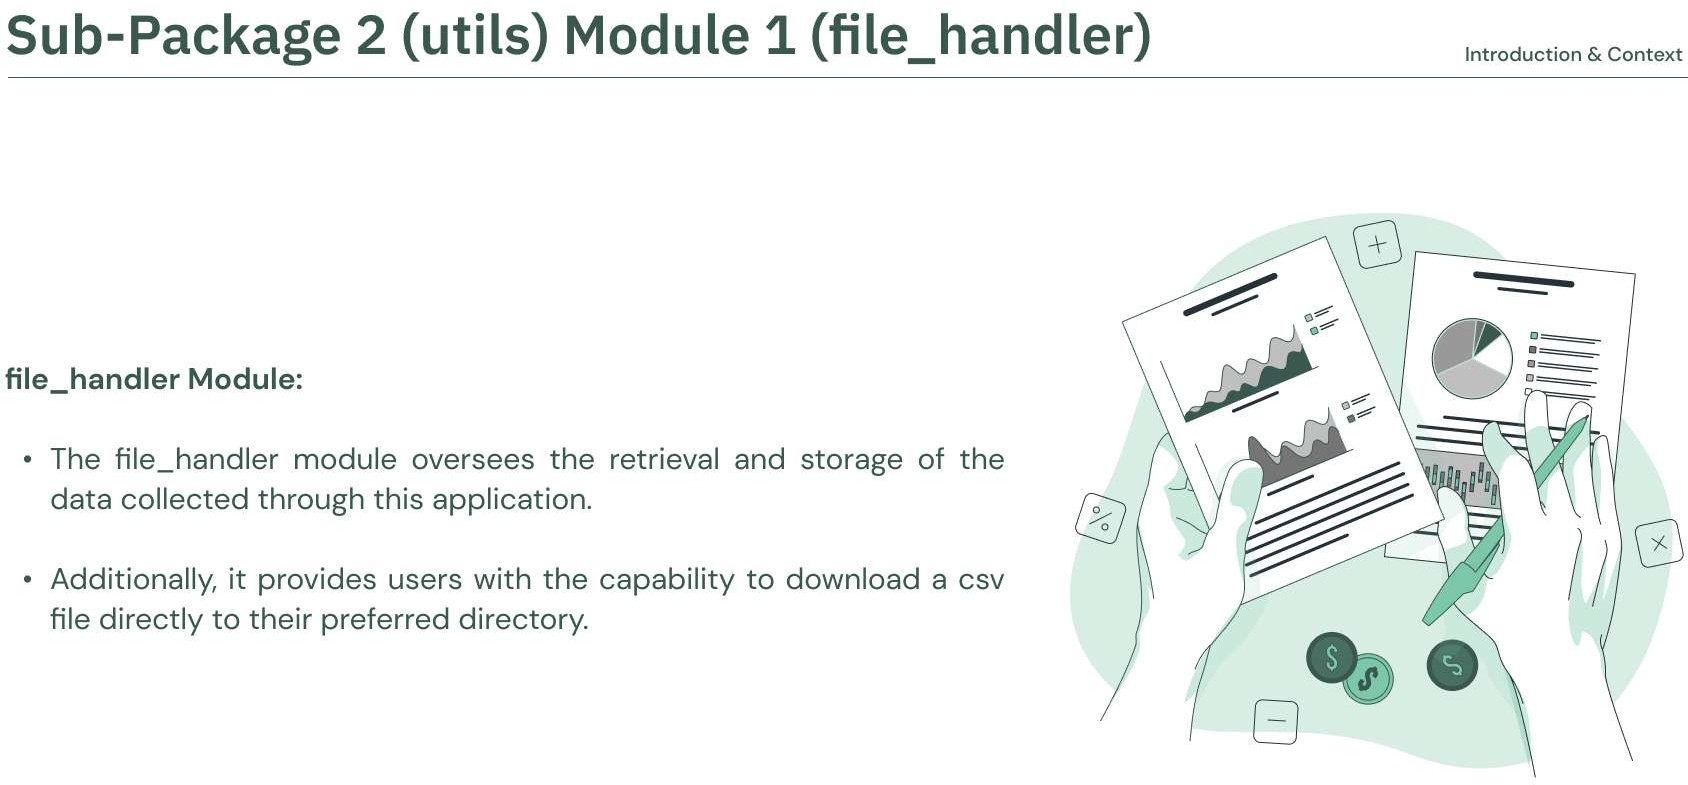 Sub-Package 2 (utils) Module 1 (file_handler)
Introduction & Context
file_handler Module:
• The file_handler module oversees the retrieval and storage of the
data collected through this application.
• Additionally, it provides users with the capability to download a csv
file directly to their preferred directory.